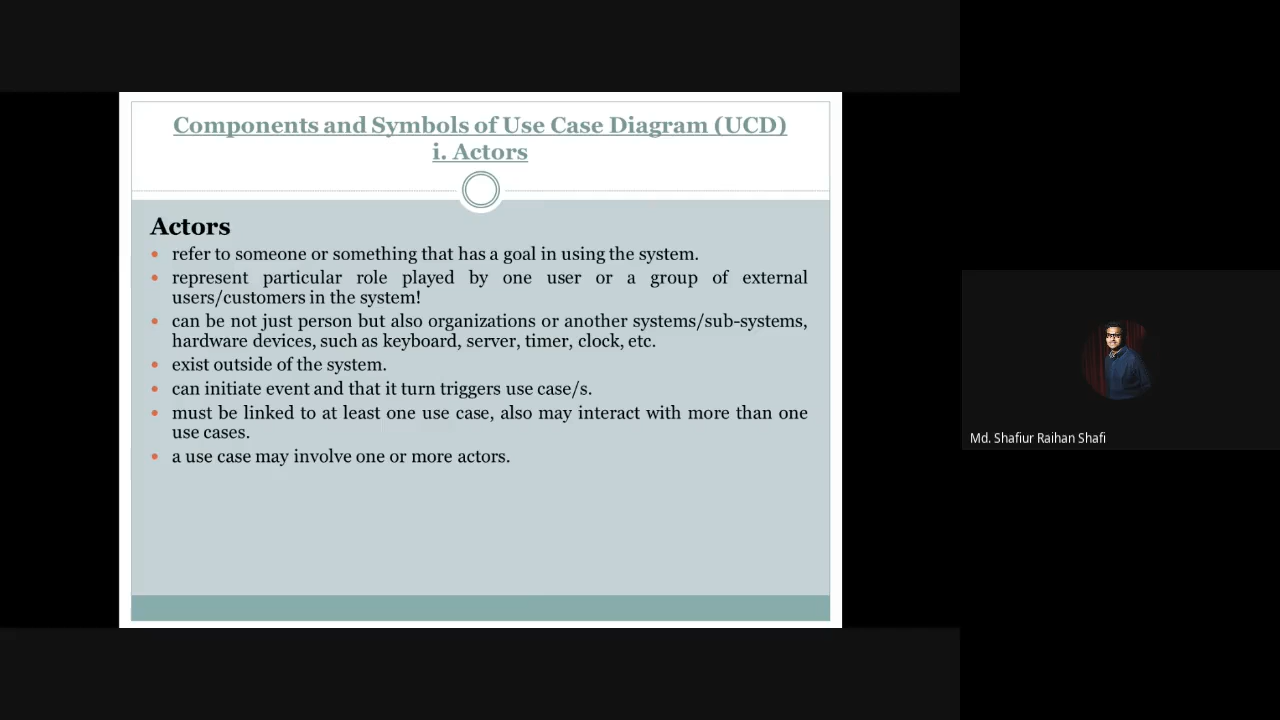 Components and Symbols of Use Case Diagram (UCD)
i. Actors
Actors
• refer to someone or something that has a goal in using the system.
• represent particular role played by one user or a group of external
users/customers in the system!
• can be not just person but also organizations or another systems/sub-systems,
hardware devices, such as keyboard, server, timer, clock, etc.
• exist outside of the system.
• can initiate event and that it turn triggers use case/s.
• must be linked to at least one use case, also may interact with more than one
use cases.
• a use case may involve one or more actors.
Md. Shafiur Raihan Shafi